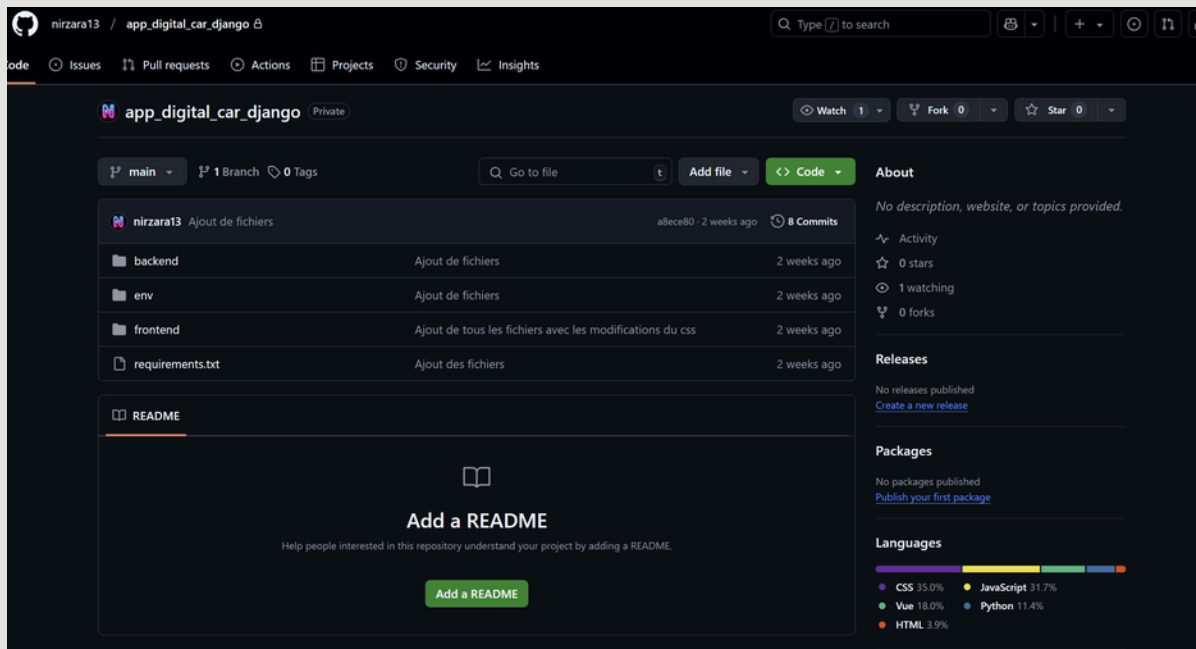 nirzara13 / app_digital_car_django
Type / to search
Code Issues Pull requests Actions Projects Security Insights
app_digital_car_django Private
Watch 1 Fork 0 Star 0
main 1 Branch 0 Tags
Go to file t Add file <> Code
nirzara13 Ajout de fichiers a8ece80 · 2 weeks ago 8 Commits
backend Ajout de fichiers 2 weeks ago
env Ajout de fichiers 2 weeks ago
frontend Ajout de tous les fichiers avec les modifications du css 2 weeks ago
requirements.txt Ajout des fichiers 2 weeks ago
README
Add a README
Help people interested in this repository understand your project by adding a README.
Add a README
About
No description, website, or topics provided.
Activity
0 stars
1 watching
0 forks
Releases
No releases published
Create a new release
Packages
No packages published
Publish your first package
Languages
CSS 35.0% JavaScript 31.7%
Vue 18.0% Python 11.4%
HTML 3.9%